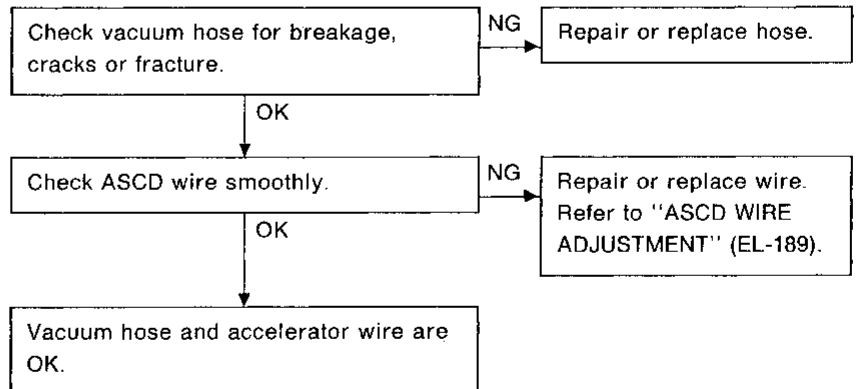 Check vacuum hose for breakage,
cracks or fracture.
NG
Repair or replace hose.
OK
Check ASCD wire smoothly.
NG
Repair or replace wire.
Refer to "ASCD WIRE
ADJUSTMENT" (EL-189).
OK
Vacuum hose and accelerator wire are
OK.